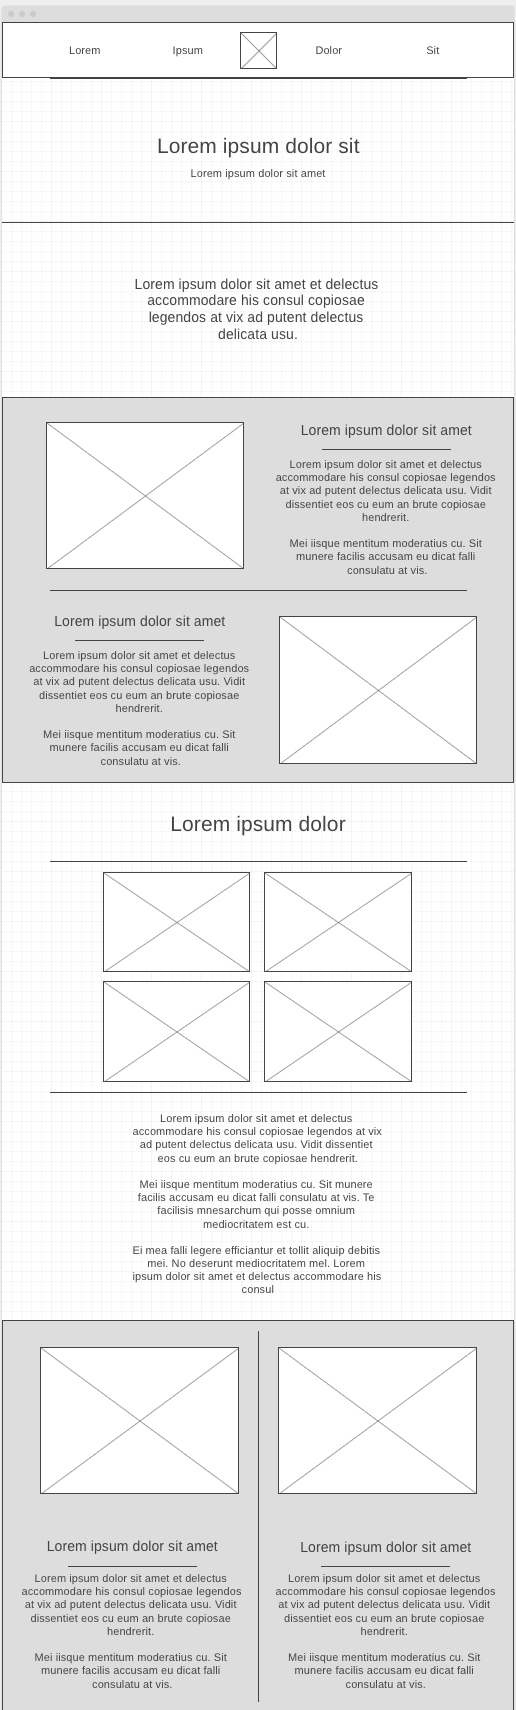 Lorem Ipsum Dolor Sit
Lorem ipsum dolor sit
Lorem ipsum dolor sit amet
Lorem ipsum dolor sit amet et delectus
accommodare his consul copiosae
legendos at vix ad putent delectus
delicata usu.
Lorem ipsum dolor sit amet
Lorem ipsum dolor sit amet et delectus
accommodare his consul copiosae legendos
at vix ad putent delectus delicata usu. Vidit
dissentiet eos cu eum an brute copiosae
hendrerit.
Mei iisque mentitum moderatius cu. Sit
munere facilis accusam eu dicat falli
consulatu at vis.
Lorem ipsum dolor sit amet
Lorem ipsum dolor sit amet et delectus
accommodare his consul copiosae legendos
at vix ad putent delectus delicata usu. Vidit
dissentiet eos cu eum an brute copiosae
hendrerit.
Mei iisque mentitum moderatius cu. Sit
munere facilis accusam eu dicat falli
consulatu at vis.
Lorem ipsum dolor
Lorem ipsum dolor sit amet et delectus
accommodare his consul copiosae legendos at vix
ad putent delectus delicata usu. Vidit dissentiet
eos cu eum an brute copiosae hendrerit.
Mei iisque mentitum moderatius cu. Sit munere
facilis accusam eu dicat falli consulatu at vis. Te
facilisis mnesarchum qui posse omnium
mediocritatem est cu.
Ei mea falli legere efficiantur et tollit aliquip debitis
mei. No deserunt mediocritatem mel. Lorem
ipsum dolor sit amet et delectus accommodare his
consul
Lorem ipsum dolor sit amet
Lorem ipsum dolor sit amet et delectus
accommodare his consul copiosae legendos
at vix ad putent delectus delicata usu. Vidit
dissentiet eos cu eum an brute copiosae
hendrerit.
Mei iisque mentitum moderatius cu. Sit
munere facilis accusam eu dicat falli
consulatu at vis.
Lorem ipsum dolor sit amet
Lorem ipsum dolor sit amet et delectus
accommodare his consul copiosae legendos
at vix ad putent delectus delicata usu. Vidit
dissentiet eos cu eum an brute copiosae
hendrerit.
Mei iisque mentitum moderatius cu. Sit
munere facilis accusam eu dicat falli
consulatu at vis.